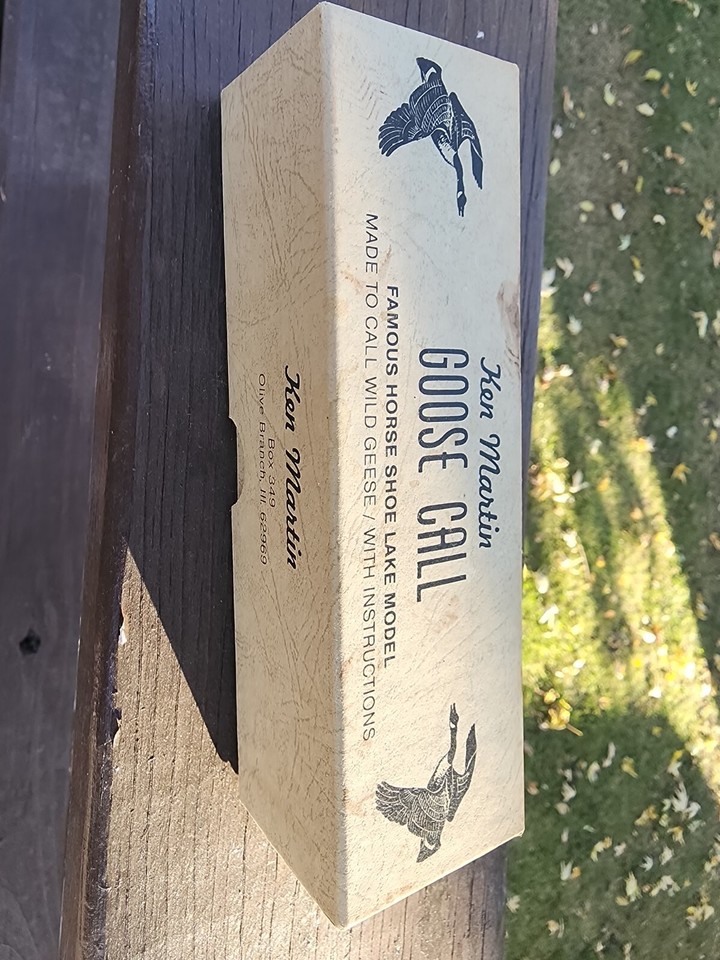 Ken Martin
GOOSE CALL
FAMOUS HORSE SHOE LAKE MODEL
MADE TO CALL WILD GEESE / WITH INSTRUCTIONS
Ken Martin
Box 349
Olive Branch, Ill. 62969